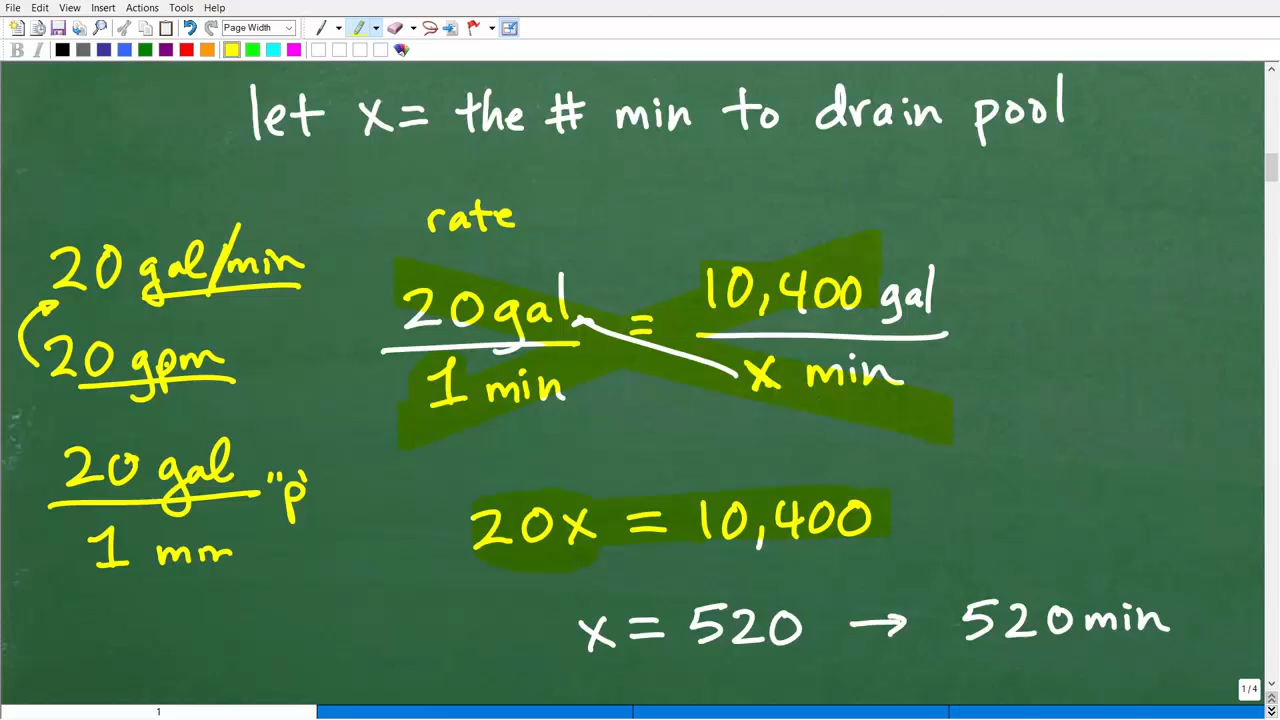 File Edit View Insert Actions Tools Help
Page Width
B I
let x = the # min to drain pool
rate
20 gal/min
20 gal = 10,400 gal
1 min x min
20 gpm
20 gal "p"
1 min
20x = 10,400
x = 520 → 520 min
1/4
1